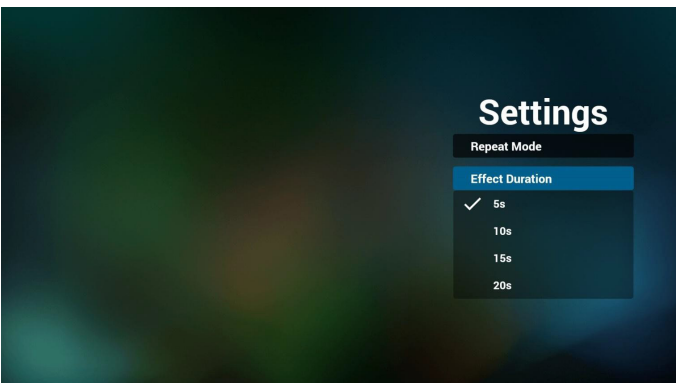 Settings
Repeat Mode
Effect Duration
5s
10s
15s
20s